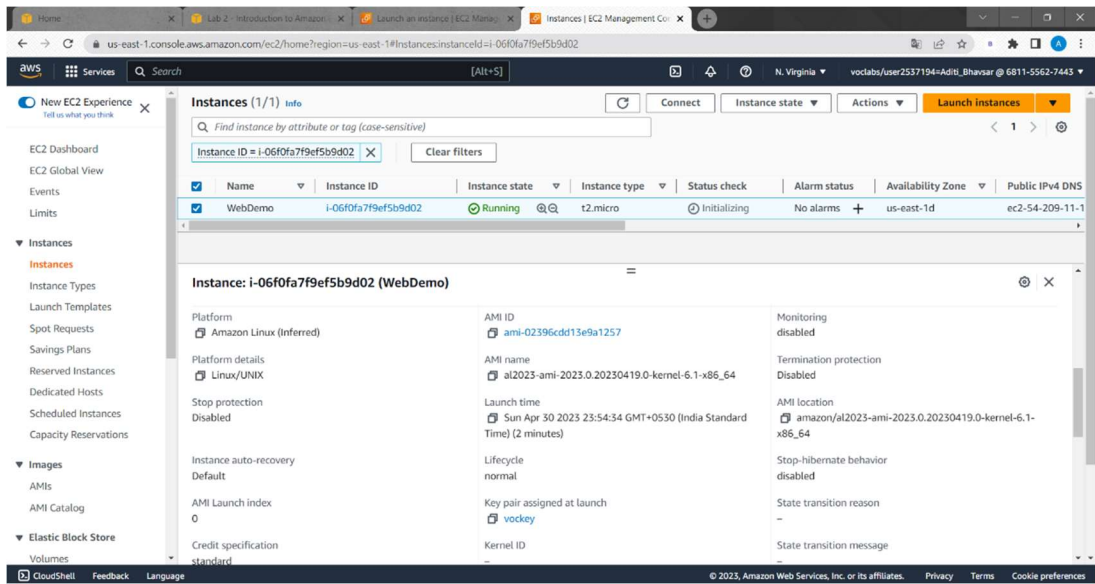 Home
Lab 2 - Introduction to Amazon
Launch an instance | EC2 Manag
Instances | EC2 Management Con
us-east-1.console.aws.amazon.com/ec2/home?region=us-east-1#Instances:instanceId=i-06f0fa7f9ef5b9d02
aws Services Search [Alt+S] N. Virginia voclabs/user2537194=Aditi_Bhavsar @ 6811-5562-7443
New EC2 Experience
Tell us what you think
EC2 Dashboard
EC2 Global View
Events
Limits
Instances
Instances
Instance Types
Launch Templates
Spot Requests
Savings Plans
Reserved Instances
Dedicated Hosts
Scheduled Instances
Capacity Reservations
Images
AMIs
AMI Catalog
Elastic Block Store
Volumes
Instances (1/1) Info
Connect Instance state Actions Launch instances
Find instance by attribute or tag (case-sensitive)
1
Instance ID = i-06f0fa7f9ef5b9d02 Clear filters
Name Instance ID Instance state Instance type Status check Alarm status Availability Zone Public IPv4 DNS
WebDemo i-06f0fa7f9ef5b9d02 Running t2.micro Initializing No alarms + us-east-1d ec2-54-209-11-1
Instance: i-06f0fa7f9ef5b9d02 (WebDemo)
Platform
Amazon Linux (Inferred)
AMI ID
ami-02396cdd13e9a1257
Monitoring
disabled
Platform details
Linux/UNIX
AMI name
al2023-ami-2023.0.20230419.0-kernel-6.1-x86_64
Termination protection
Disabled
Stop protection
Disabled
Launch time
Sun Apr 30 2023 23:54:34 GMT+0530 (India Standard
Time) (2 minutes)
AMI location
amazon/al2023-ami-2023.0.20230419.0-kernel-6.1-
x86_64
Instance auto-recovery
Default
Lifecycle
normal
Stop-hibernate behavior
disabled
AMI Launch index
0
Key pair assigned at launch
vockey
State transition reason
–
Credit specification
standard
Kernel ID
–
State transition message
–
CloudShell Feedback Language © 2023, Amazon Web Services, Inc. or its affiliates. Privacy Terms Cookie preferences